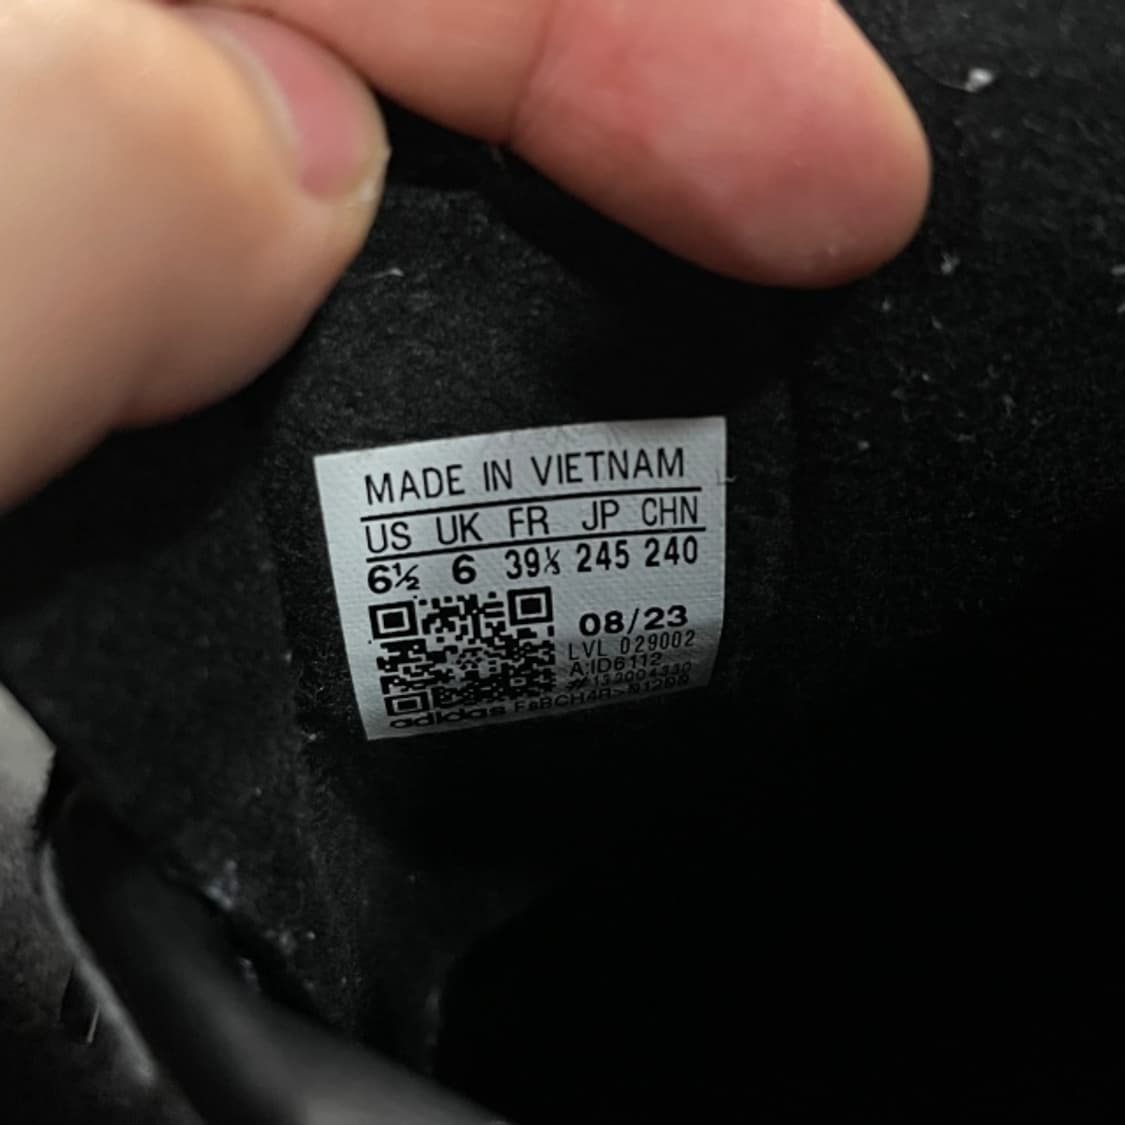 MADE IN VIETNAM
US UK FR JP CHN
6½ 6 39⅓ 245 240
08/23
LVL 029002
A:ID6112
adidas